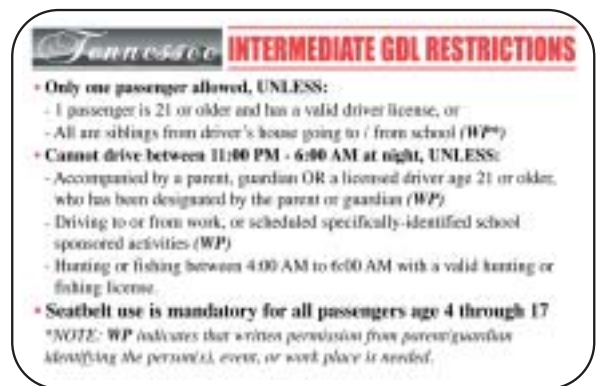 Tennessee INTERMEDIATE GDL RESTRICTIONS
• Only one passenger allowed, UNLESS:
- 1 passenger is 21 or older and has a valid driver license, or
- All are siblings from driver's house going to / from school (WP*)
• Cannot drive between 11:00 PM - 6:00 AM at night, UNLESS:
- Accompanied by a parent, guardian OR a licensed driver age 21 or older,
who has been designated by the parent or guardian (WP)
- Driving to or from work, or scheduled specifically-identified school
sponsored activities (WP)
- Hunting or fishing between 4:00 AM to 6:00 AM with a valid hunting or
fishing license.
• Seatbelt use is mandatory for all passengers age 4 through 17
*NOTE: WP indicates that written permission from parent/guardian
identifying the person(s), event, or work place is needed.